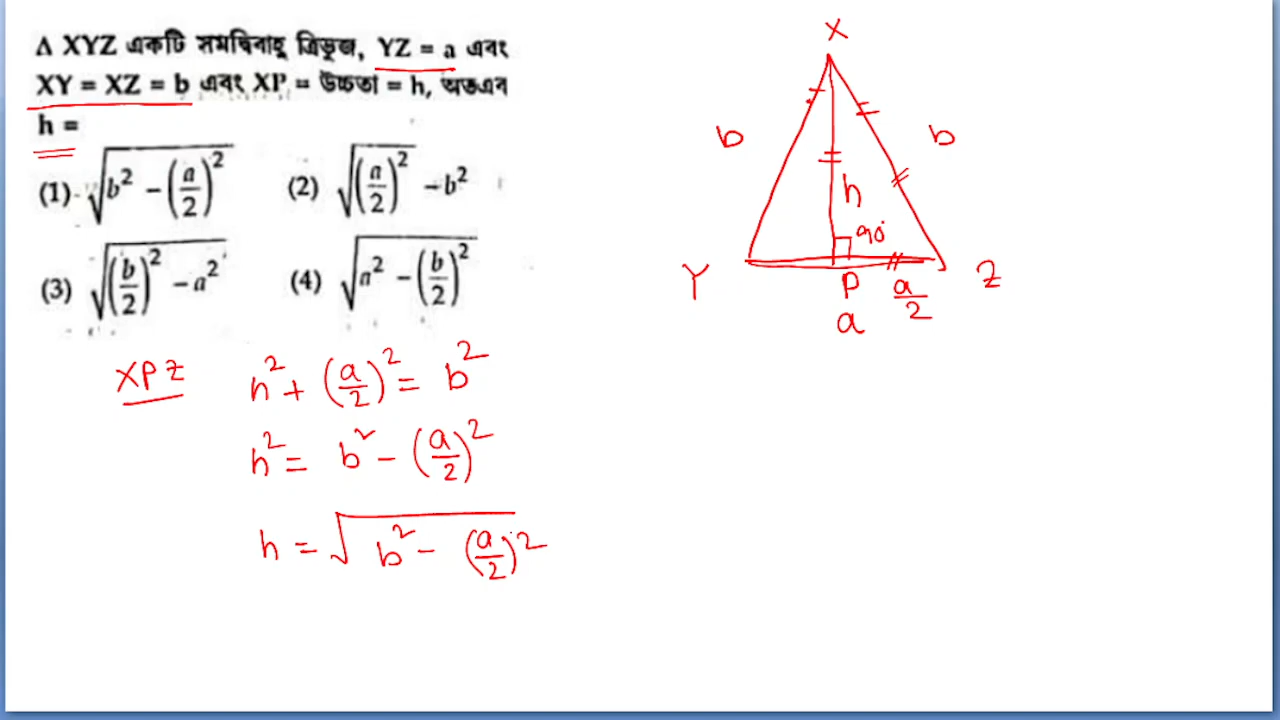 Δ XYZ একটি সমদ্বিবাহু ত্রিভূজ, YZ = a এবং
XY = XZ = b এবং XP = উচ্চতা = h, অতএব
h =
(1) √(b² − (a/2)²) (2) √((a/2)²) − b²
(3) √((b/2)² − a²) (4) √(a² − (b/2)²)
XPZ h² + (a/2)² = b²
h² = b² − (a/2)²
h = √(b² − (a/2)²)
X
b b
h
90°
Y P a/2 Z
a